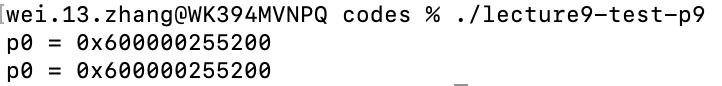 [wei.13.zhang@WK394MVNPQ codes % ./lecture9-test-p9
p0 = 0x600000255200
p0 = 0x600000255200